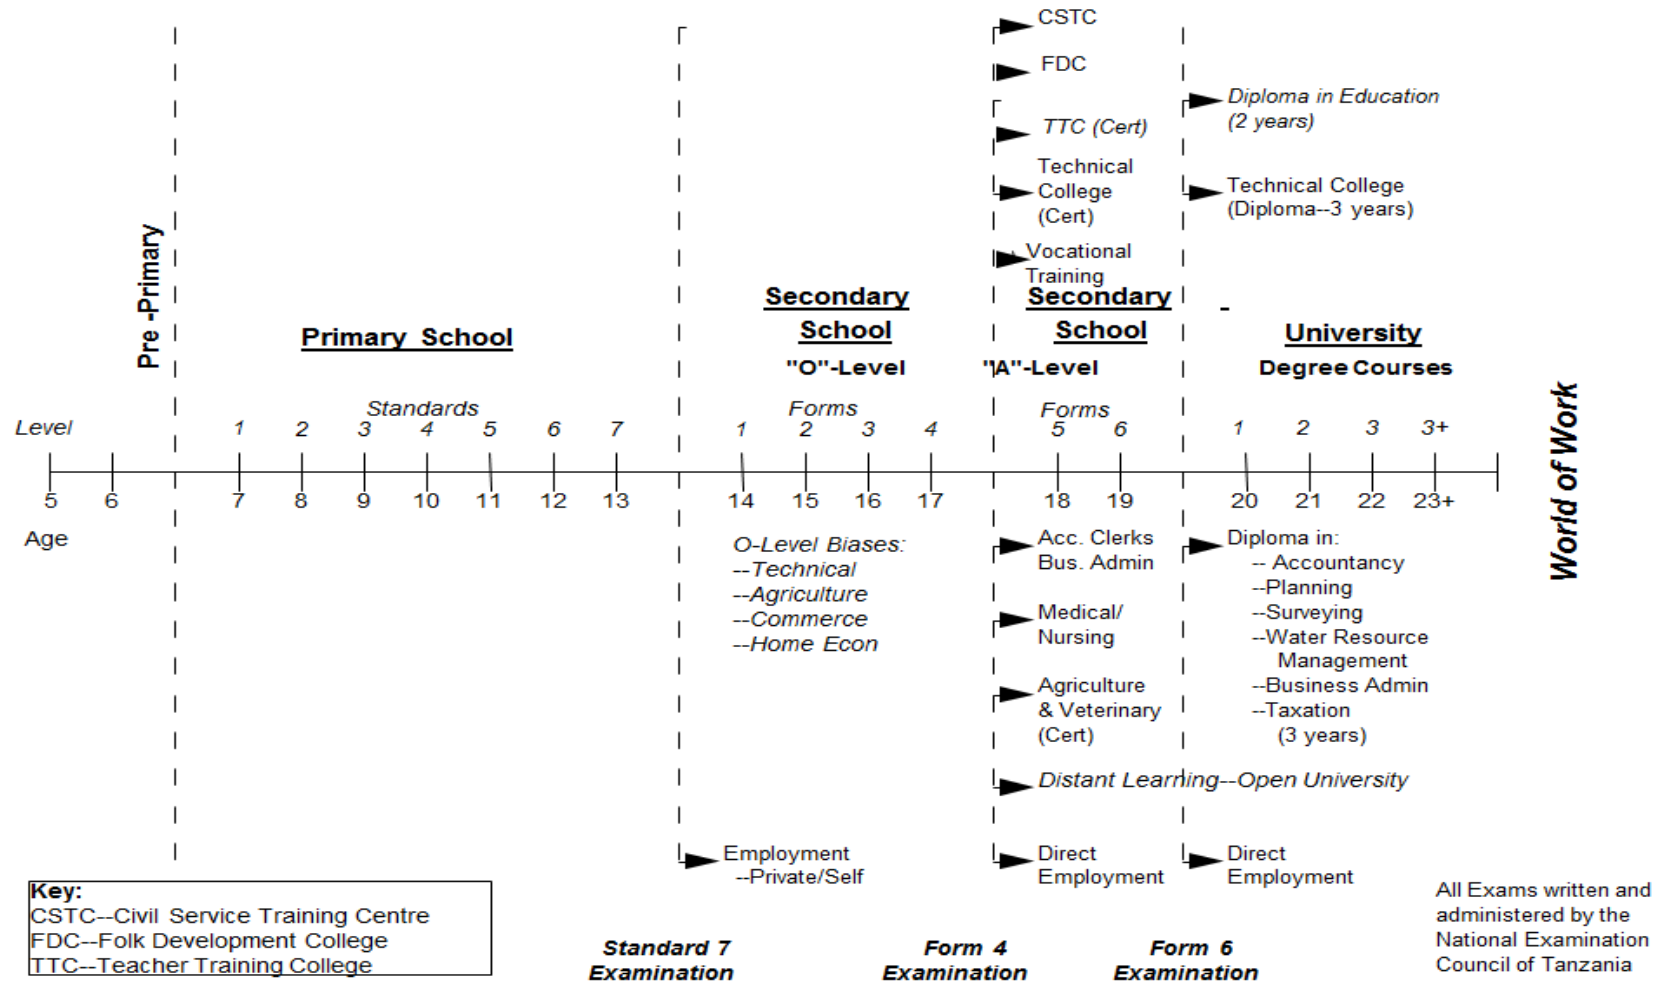 CSTC
FDC
TTC (Cert)
Technical
College
(Cert)
Vocational
Training
Diploma in Education
(2 years)
Technical College
(Diploma--3 years)
Pre -Primary
Primary School
Secondary
School
"O"-Level
Secondary
School
"A"-Level
-
University
Degree Courses
World of Work
Level
Standards
1 2 3 4 5 6 7
Forms
1 2 3 4
Forms
5 6
1 2 3 3+
5 6 7 8 9 10 11 12 13 14 15 16 17 18 19 20 21 22 23+
Age
O-Level Biases:
--Technical
--Agriculture
--Commerce
--Home Econ
Acc. Clerks
Bus. Admin
Medical/
Nursing
Agriculture
& Veterinary
(Cert)
Diploma in:
-- Accountancy
--Planning
--Surveying
--Water Resource
Management
--Business Admin
--Taxation
(3 years)
Distant Learning--Open University
Employment
--Private/Self
Direct
Employment
Direct
Employment
Key:
CSTC--Civil Service Training Centre
FDC--Folk Development College
TTC--Teacher Training College
Standard 7
Examination
Form 4
Examination
Form 6
Examination
All Exams written and
administered by the
National Examination
Council of Tanzania